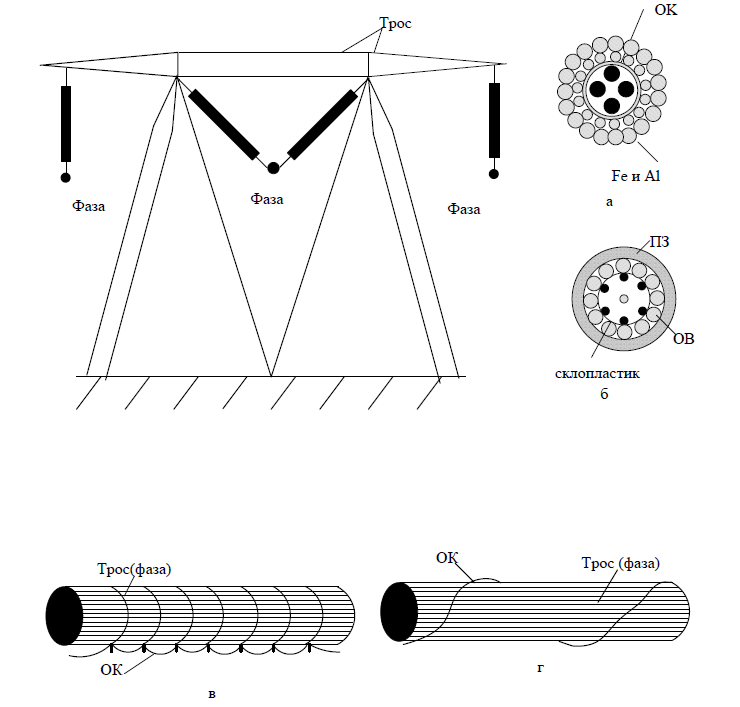 Трос
Фаза
Фаза
Фаза
ОК
Fe и Al
а
ПЗ
ОВ
склопластик
б
Трос(фаза)
ОК
в
ОК
Трос (фаза)
г